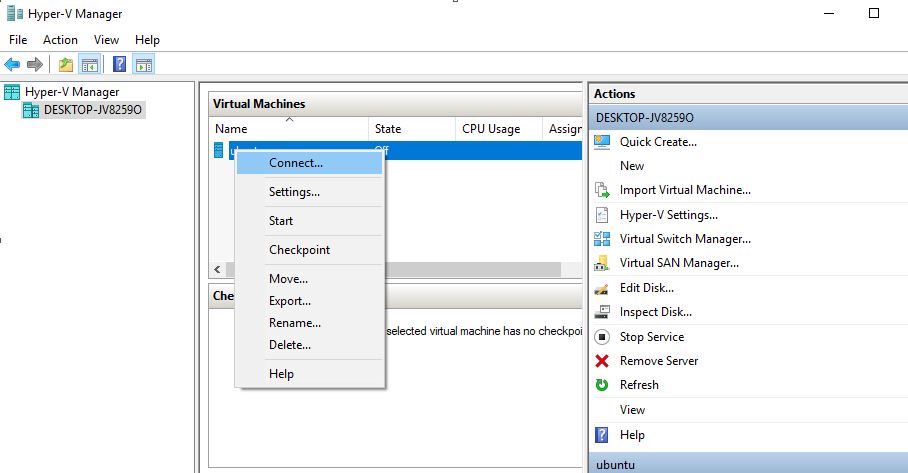 Hyper-V Manager
File Action View Help
Hyper-V Manager
DESKTOP-JV8259O
Virtual Machines
Name State CPU Usage Assign
Off
Connect...
Settings...
Start
Checkpoint
Move...
Export...
Rename...
Delete...
Help
Che
selected virtual machine has no checkpoi
Actions
DESKTOP-JV8259O
Quick Create...
New
Import Virtual Machine...
Hyper-V Settings...
Virtual Switch Manager...
Virtual SAN Manager...
Edit Disk...
Inspect Disk...
Stop Service
Remove Server
Refresh
View
Help
ubuntu